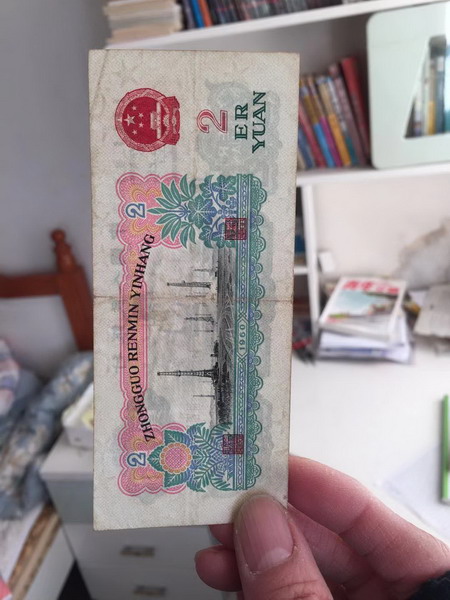 2
ER
YUAN
2
ZHONGGUO RENMIN YINHANG
2
1960